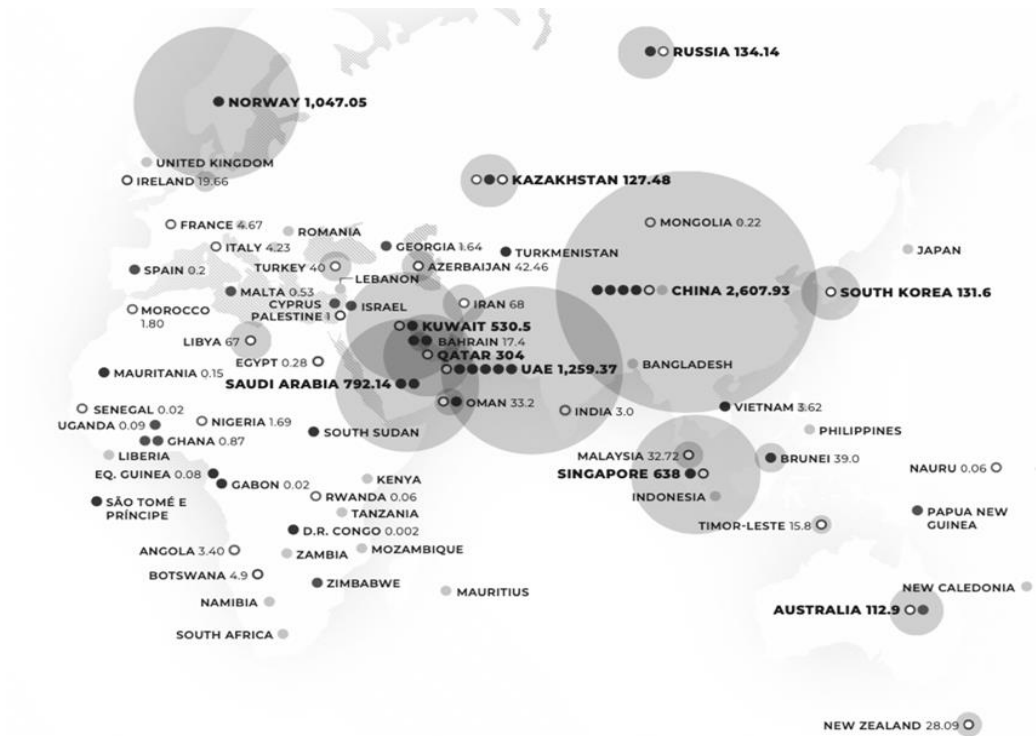 RUSSIA 134.14
NORWAY 1,047.05
UNITED KINGDOM
IRELAND 19.66
KAZAKHSTAN 127.48
FRANCE 4.67
ROMANIA
MONGOLIA 0.22
ITALY 4.23
GEORGIA 1.64
TURKMENISTAN
JAPAN
SPAIN 0.2
TURKEY 40
AZERBAIJAN 42.46
LEBANON
MALTA 0.53
CYPRUS
ISRAEL
IRAN 68
CHINA 2,607.93
SOUTH KOREA 131.6
MOROCCO
1.80
PALESTINE 1
KUWAIT 530.5
LIBYA 67
BAHRAIN 17.4
QATAR 304
EGYPT 0.28
UAE 1,259.37
BANGLADESH
MAURITANIA 0.15
SAUDI ARABIA 792.14
OMAN 33.2
INDIA 3.0
VIETNAM 3.62
SENEGAL 0.02
UGANDA 0.09
NIGERIA 1.69
SOUTH SUDAN
PHILIPPINES
GHANA 0.87
LIBERIA
MALAYSIA 32.72
BRUNEI 39.0
NAURU 0.06
EQ. GUINEA 0.08
GABON 0.02
KENYA
SINGAPORE 638
SÃO TOMÉ E
PRÍNCIPE
RWANDA 0.06
INDONESIA
TANZANIA
PAPUA NEW
GUINEA
D.R. CONGO 0.002
TIMOR-LESTE 15.8
ANGOLA 3.40
ZAMBIA
MOZAMBIQUE
BOTSWANA 4.9
ZIMBABWE
MAURITIUS
NEW CALEDONIA
NAMIBIA
AUSTRALIA 112.9
SOUTH AFRICA
NEW ZEALAND 28.09